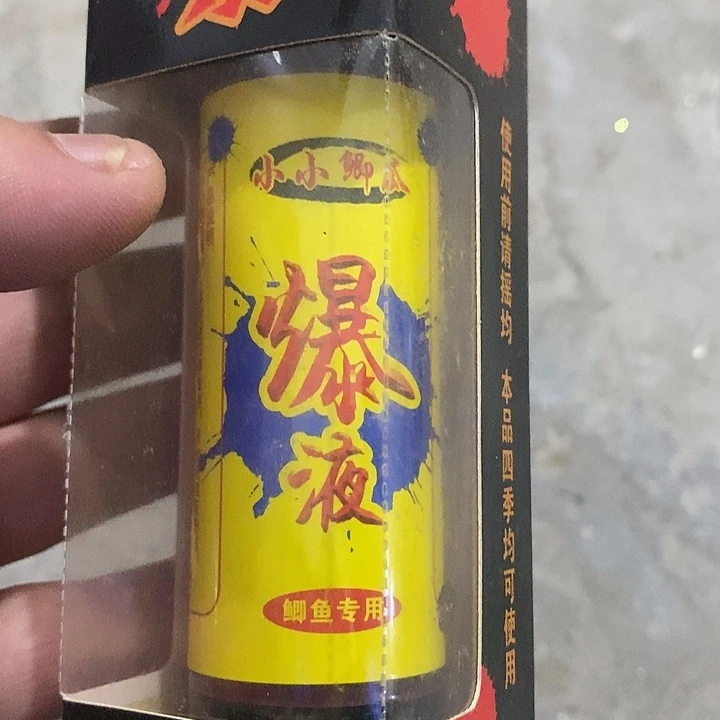 小小鲫瓜
爆
液
鲫鱼专用
使用前请摇均 本品四季均可使用